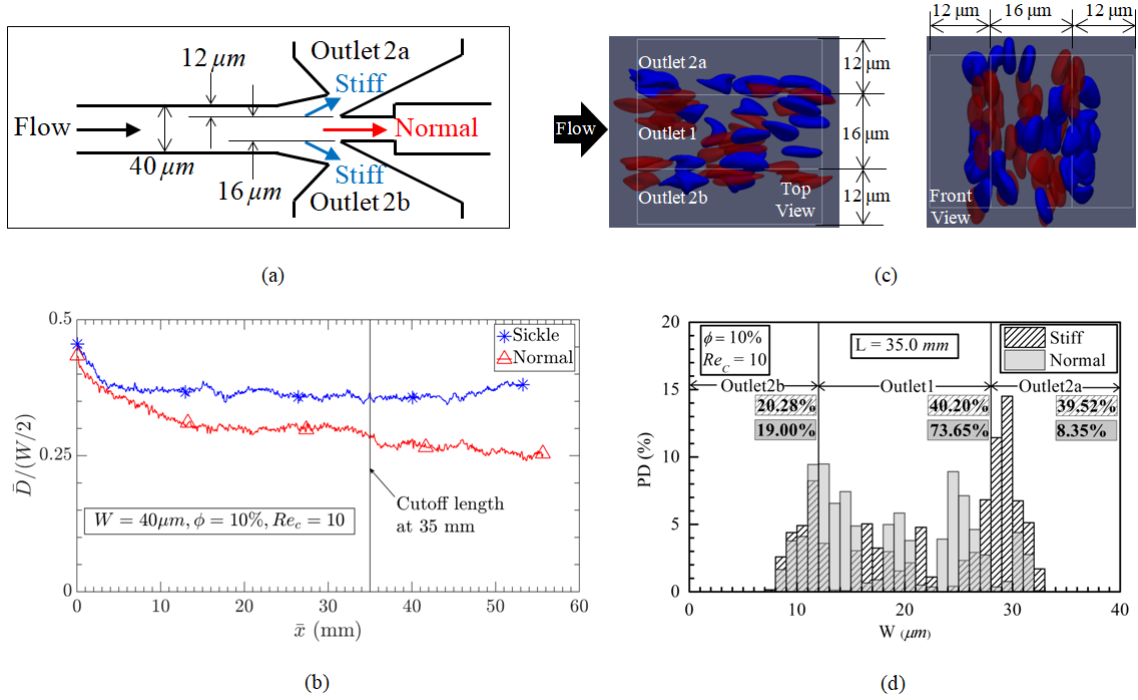 12 μm
Outlet 2a
Stiff
Flow
Normal
40 μm
16 μm
Stiff
Outlet 2b
(a)
12 μm
16 μm
12 μm
Flow
Outlet 2a
Outlet 1
Outlet 2b
Top
View
12 μm
16 μm
12 μm
Front
View
(c)
0.5
0.25
0
D̄/(W/2)
Sickle
Normal
Cutoff length
at 35 mm
W = 40μm, ϕ = 10%, Re_c = 10
0 10 20 30 40 50 60
x̄ (mm)
(b)
20
15
10
5
0
PD (%)
ϕ = 10%
Re_C = 10
L = 35.0 mm
Stiff
Normal
Outlet2b Outlet1 Outlet2a
20.28% 40.20% 39.52%
19.00% 73.65% 8.35%
0 10 20 30 40
W (μm)
(d)